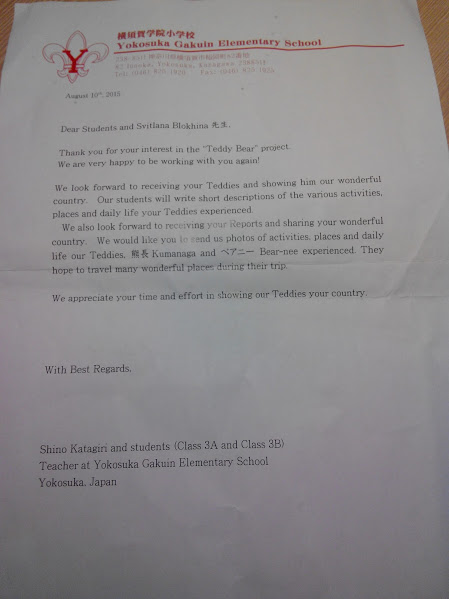 横須賀学院小学校
Yokosuka Gakuin Elementary School
Y
August 10th, 2015
Dear Students and Svitlana Blokhina 先生,
Thank you for your interest in the "Teddy Bear" project.
We are very happy to be working with you again!
We look forward to receiving your Teddies and showing him our wonderful
country. Our students will write short descriptions of the various activities,
places and daily life your Teddies experienced.
We also look forward to receiving your Reports and sharing your wonderful
country. We would like you to send us photos of activities, places and daily
life our Teddies, 熊長 Kumanaga and ベアニー Bear-nee experienced. They
hope to travel many wonderful places during their trip.
We appreciate your time and effort in showing our Teddies your country.
With Best Regards,
Shino Katagiri and students (Class 3A and Class 3B)
Teacher at Yokosuka Gakuin Elementary School
Yokosuka, Japan